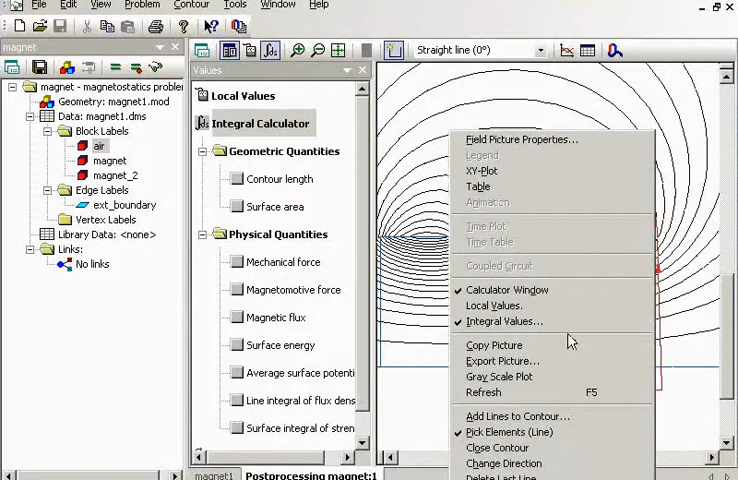 File Edit View Problem Contour Tools Window Help
magnet
Straight line (0°)
magnet - magnetostatics problem
Geometry: magnet1.mod
Data: magnet1.dms
Block Labels
air
magnet
magnet_2
Edge Labels
ext_boundary
Vertex Labels
Library Data: <none>
Links:
No links
Values
Local Values
Integral Calculator
Geometric Quantities
Contour length
Surface area
Physical Quantities
Mechanical force
Magnetomotive force
Magnetic flux
Surface energy
Average surface potenti
Line integral of flux dens
Surface integral of stren
Field Picture Properties...
Legend
XY-Plot
Table
Animation
Time Plot
Time Table
Coupled Circuit
Calculator Window
Local Values.
Integral Values...
Copy Picture
Export Picture...
Gray Scale Plot
Refresh F5
Add Lines to Contour...
Pick Elements (Line)
Close Contour
Change Direction
Delete Last Line
magnet1 Postprocessing magnet:1